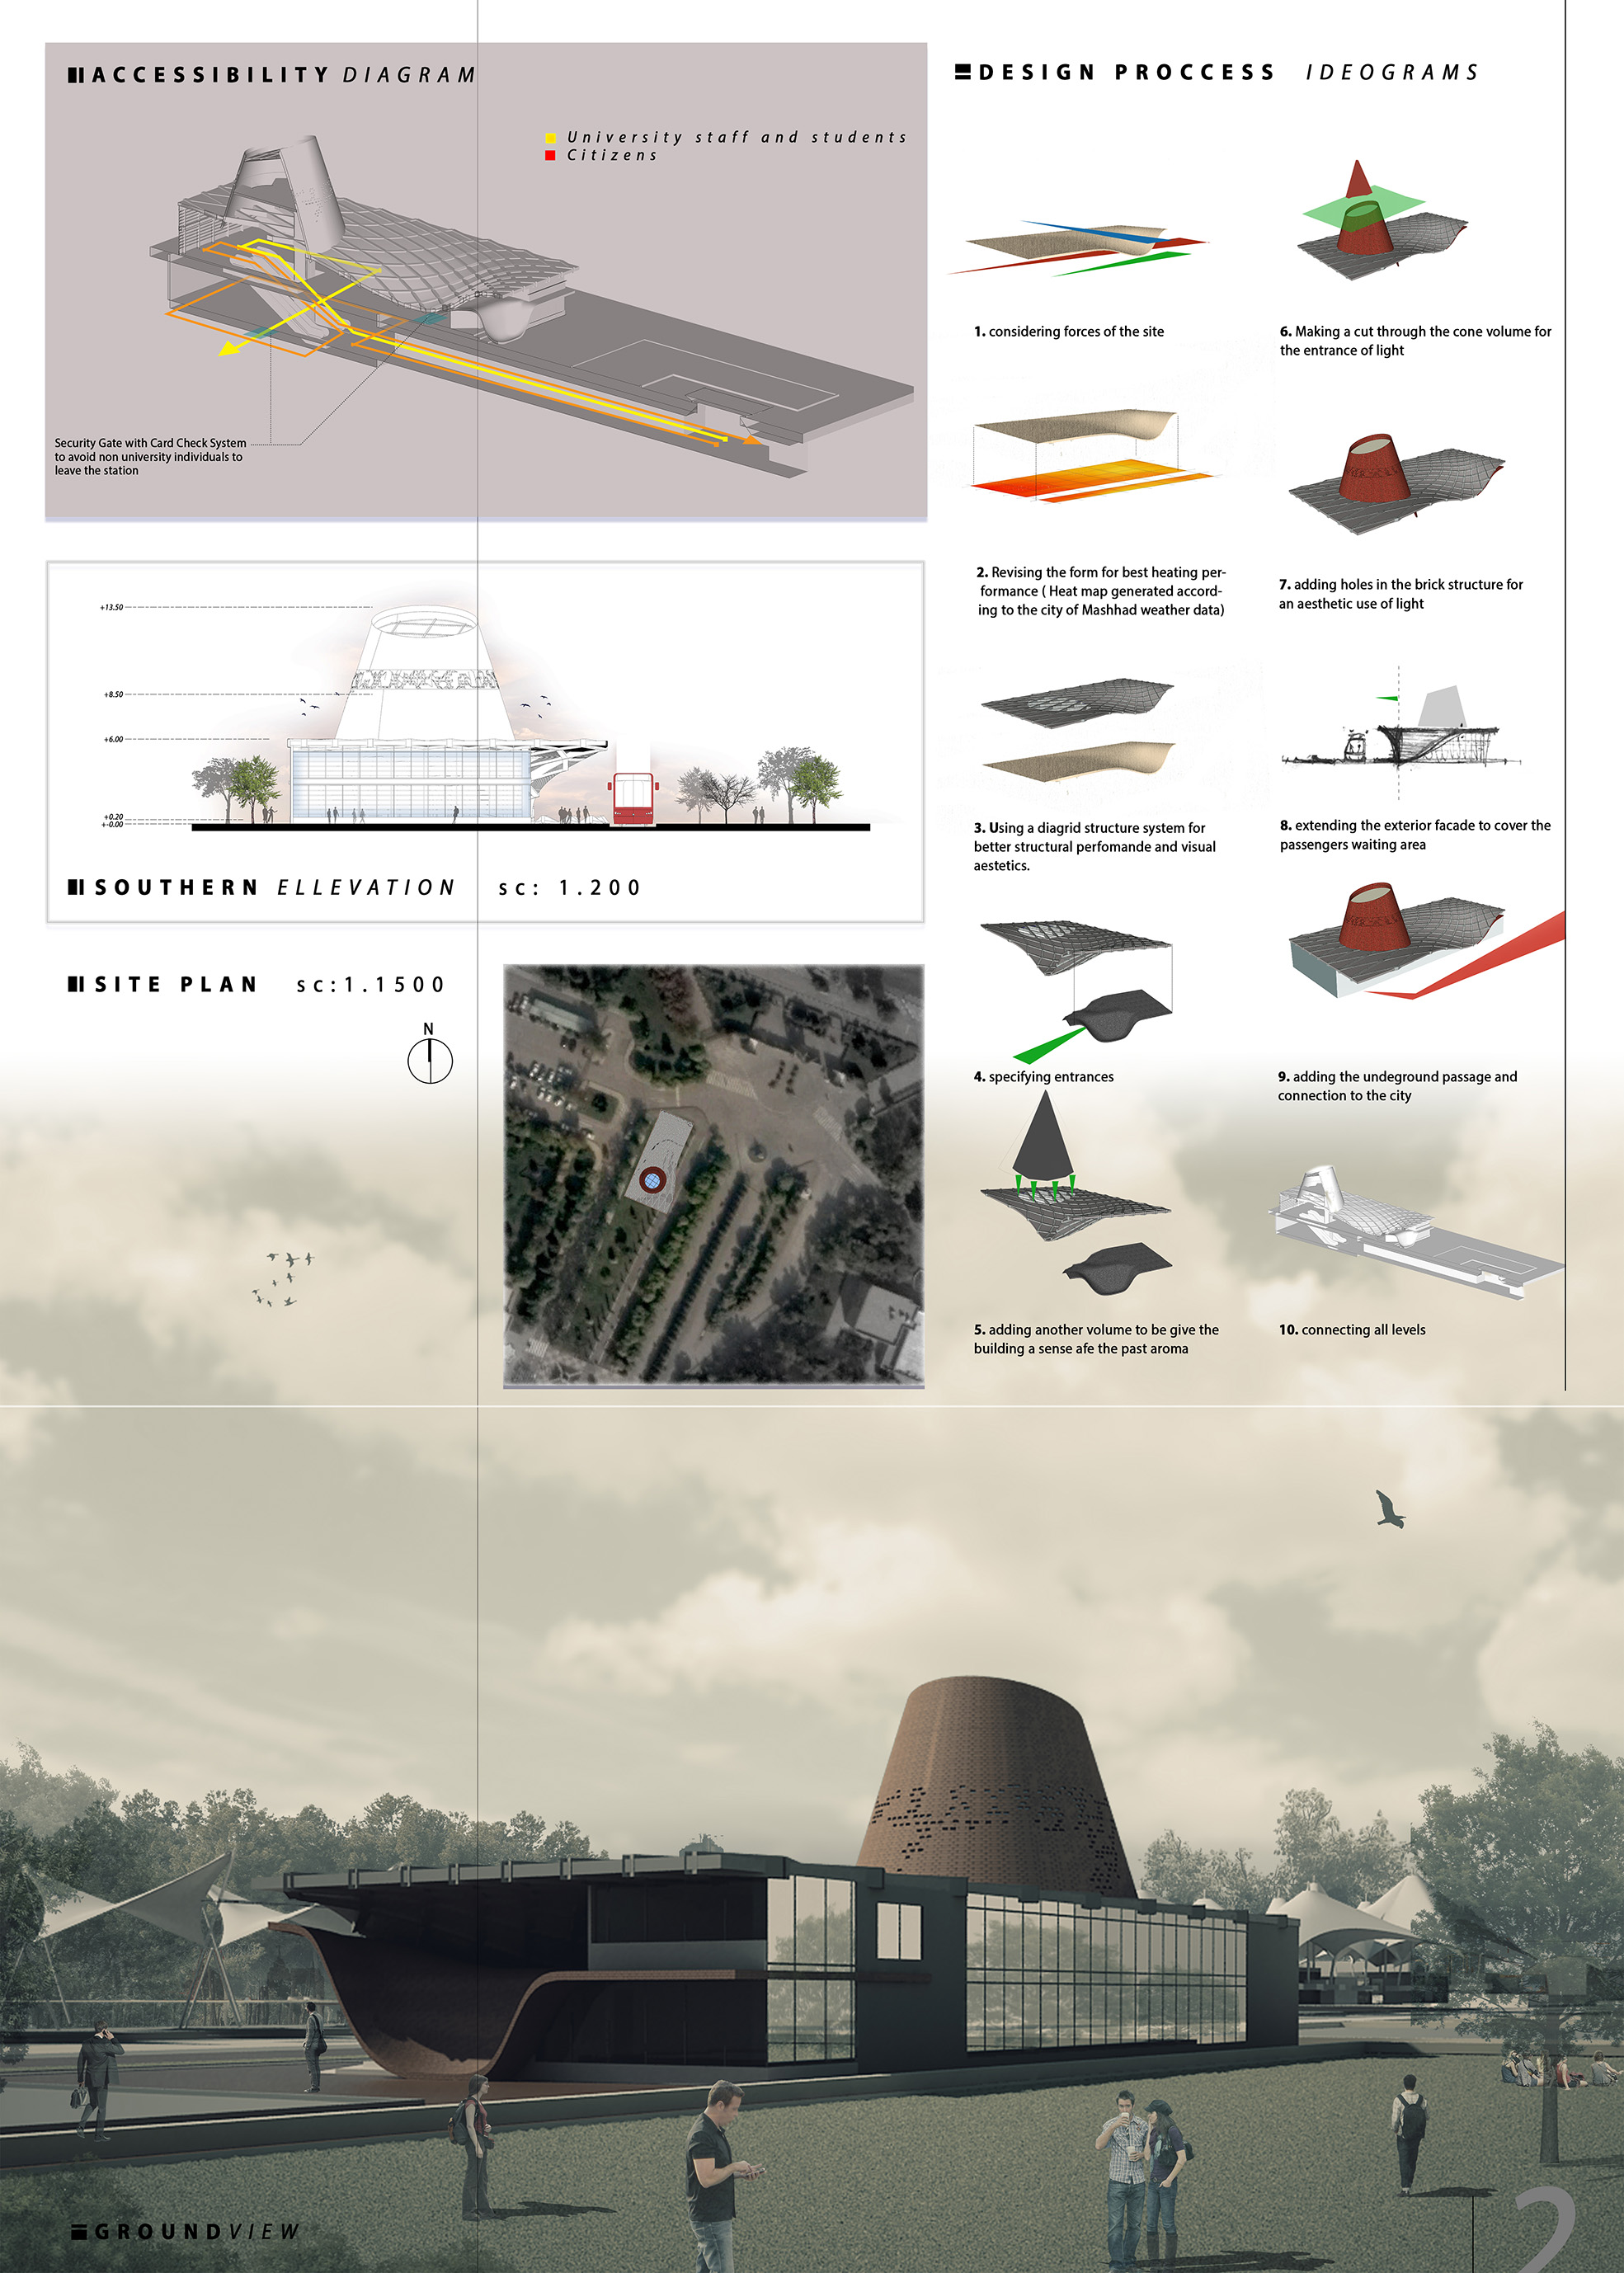 ACCESSIBILITY DIAGRAM
University staff and students
Citizens
Security Gate with Card Check System
to avoid non university individuals to
leave the station
+13.50
+8.50
+6.00
+0.20
+-0.00
SOUTHERN ELLEVATION sc: 1.200
SITE PLAN sc:1.1500
N
DESIGN PROCCESS IDEOGRAMS
1. considering forces of the site
2. Revising the form for best heating per-
formance ( Heat map generated accord-
ing to the city of Mashhad weather data)
3. Using a diagrid structure system for
better structural perfomande and visual
aestetics.
4. specifying entrances
5. adding another volume to be give the
building a sense afe the past aroma
6. Making a cut through the cone volume for
the entrance of light
7. adding holes in the brick structure for
an aesthetic use of light
8. extending the exterior facade to cover the
passengers waiting area
9. adding the undeground passage and
connection to the city
10. connecting all levels
GROUNDVIEW
2